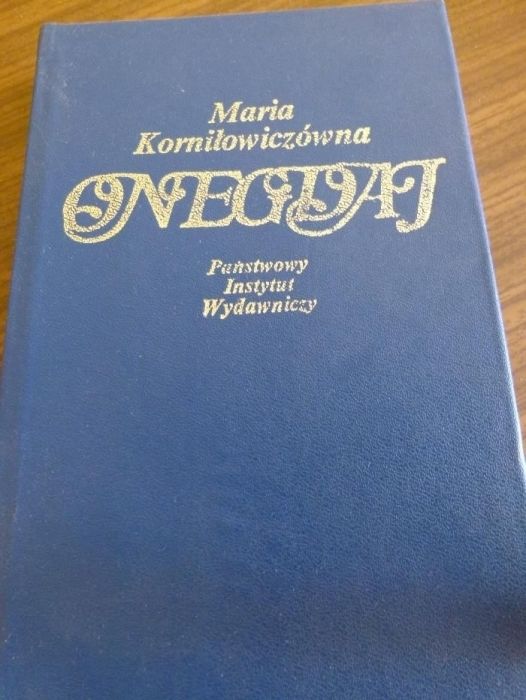 Maria
Korniłowiczówna
ONEGDAJ
Państwowy
Instytut
Wydawniczy